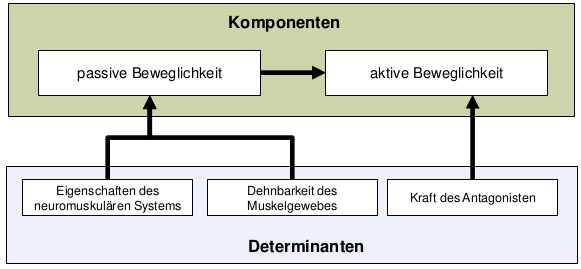 Komponenten
passive Beweglichkeit
aktive Beweglichkeit
Eigenschaften des
neuromuskulären Systems
Dehnbarkeit des
Muskelgewebes
Kraft des Antagonisten
Determinanten